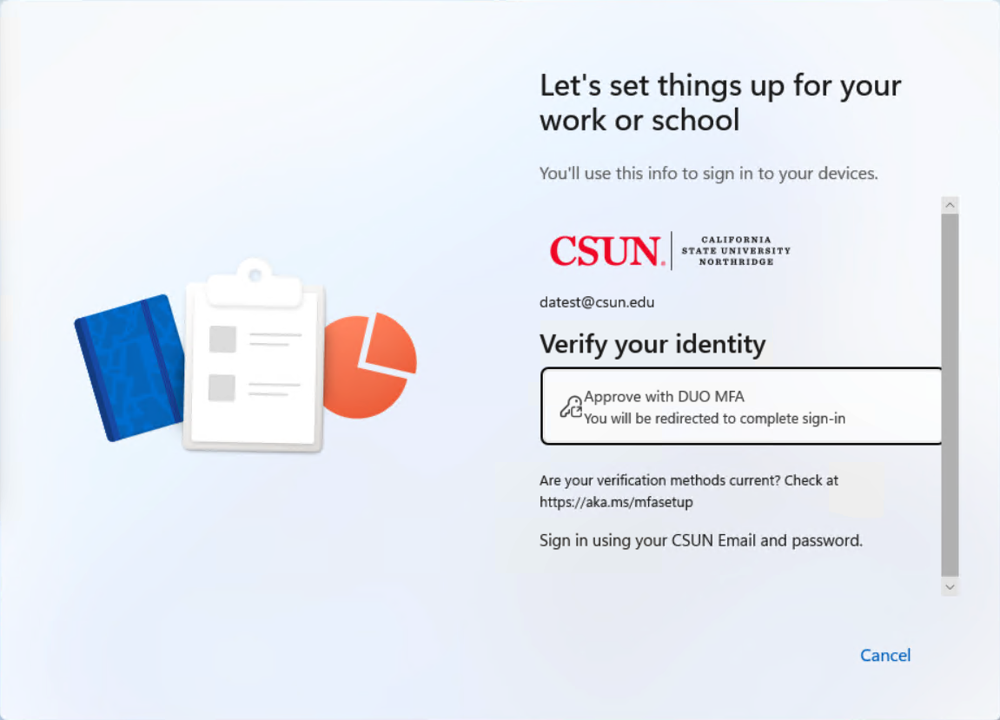 Let's set things up for your
work or school
You'll use this info to sign in to your devices.
CSUN.
CALIFORNIA
STATE UNIVERSITY
NORTHRIDGE
datest@csun.edu
Verify your identity
Approve with DUO MFA
You will be redirected to complete sign-in
Are your verification methods current? Check at
https://aka.ms/mfasetup
Sign in using your CSUN Email and password.
Cancel